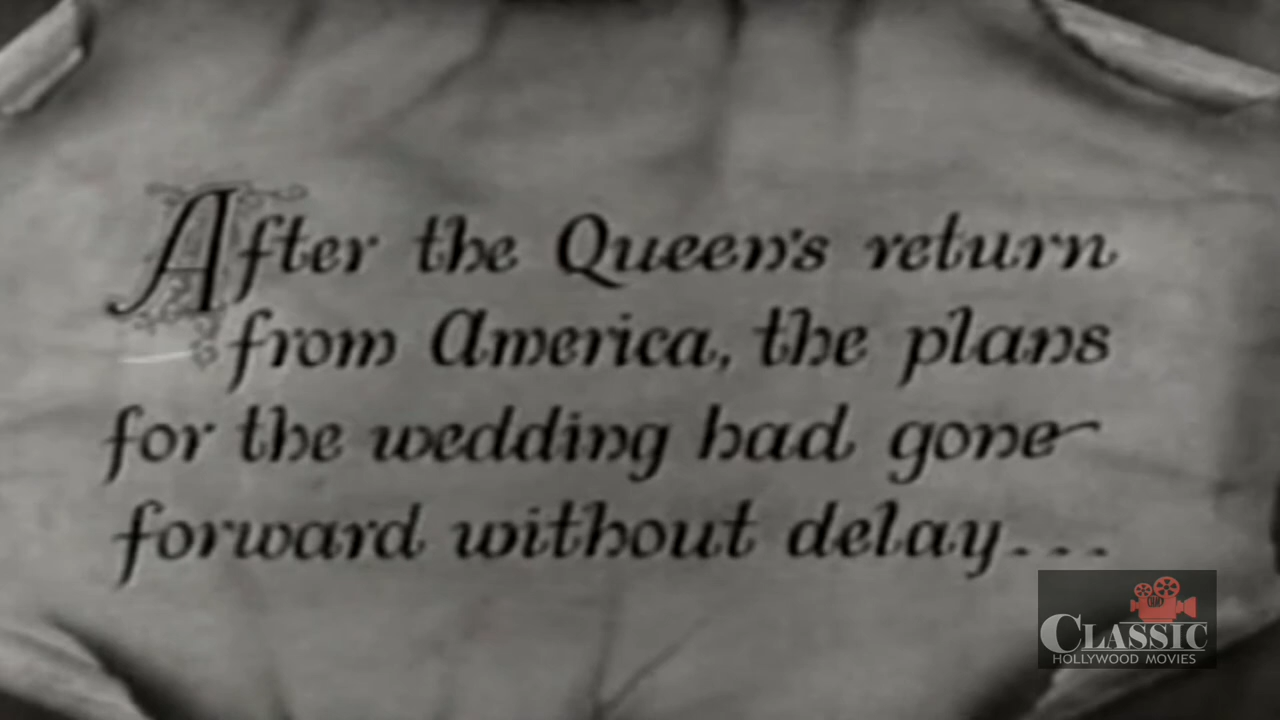 After the Queen's return
from America, the plans
for the wedding had gone
forward without delay...
CLASSIC
HOLLYWOOD MOVIES